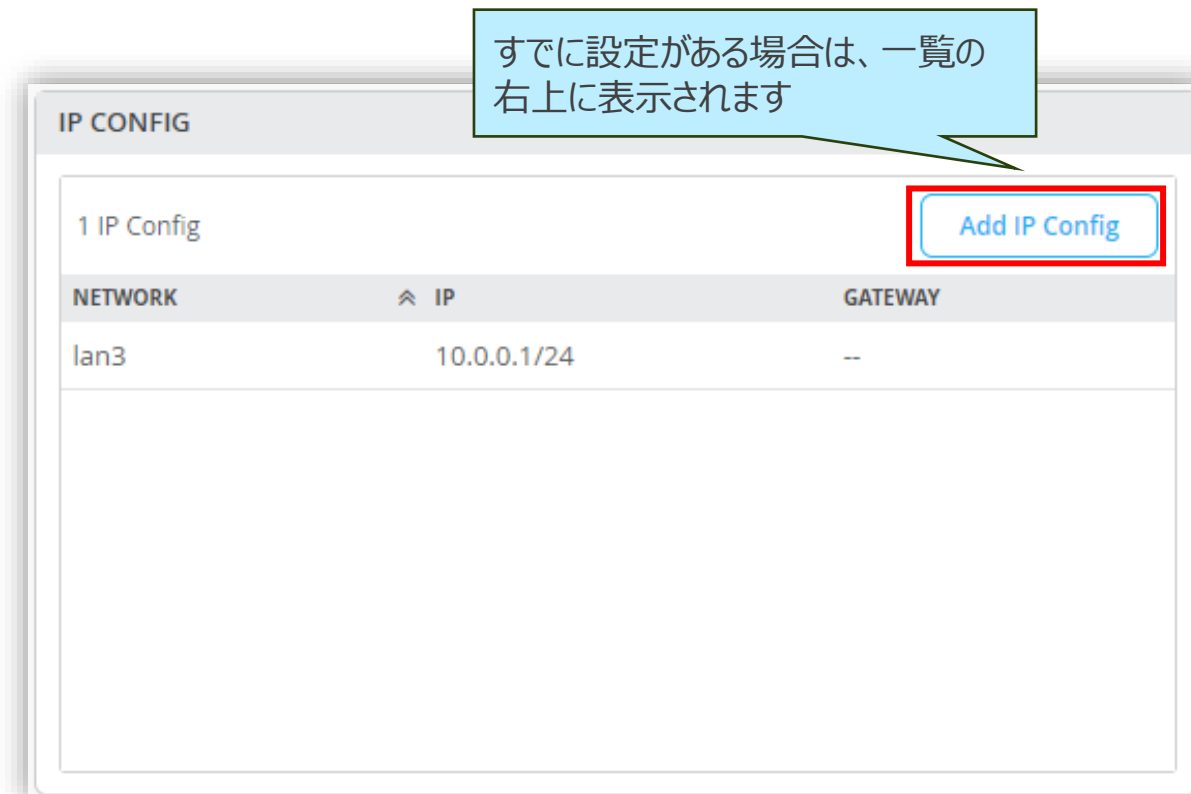 すでに設定がある場合は、一覧の
右上に表示されます
IP CONFIG
1 IP Config
Add IP Config
NETWORK IP GATEWAY
lan3 10.0.0.1/24 --